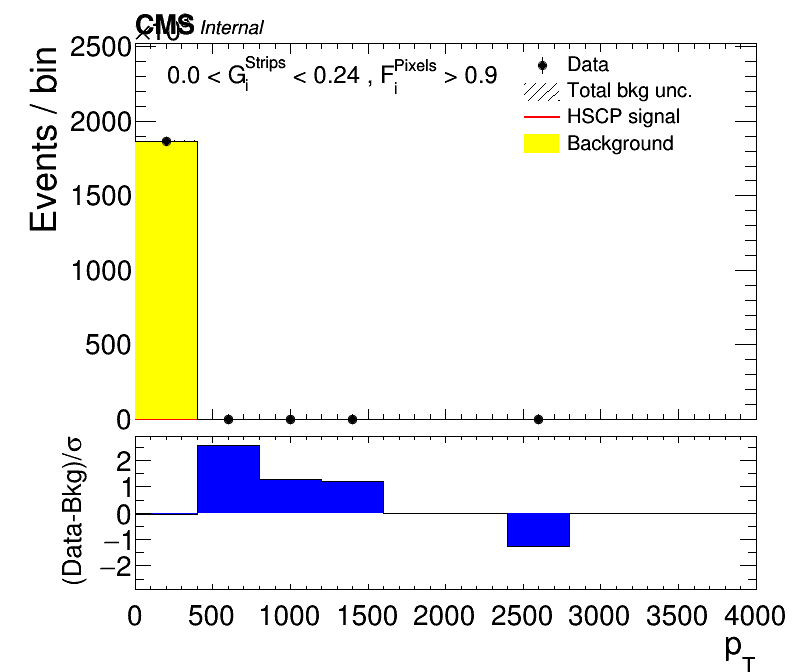 CMS Internal
×10³
Events / bin
0.0 < G_i^Strips < 0.24 , F_i^Pixels > 0.9
Data
Total bkg unc.
HSCP signal
Background
2500
2000
1500
1000
500
0
(Data-Bkg)/σ
2
1
0
−1
−2
0 500 1000 1500 2000 2500 3000 3500 4000
p_T